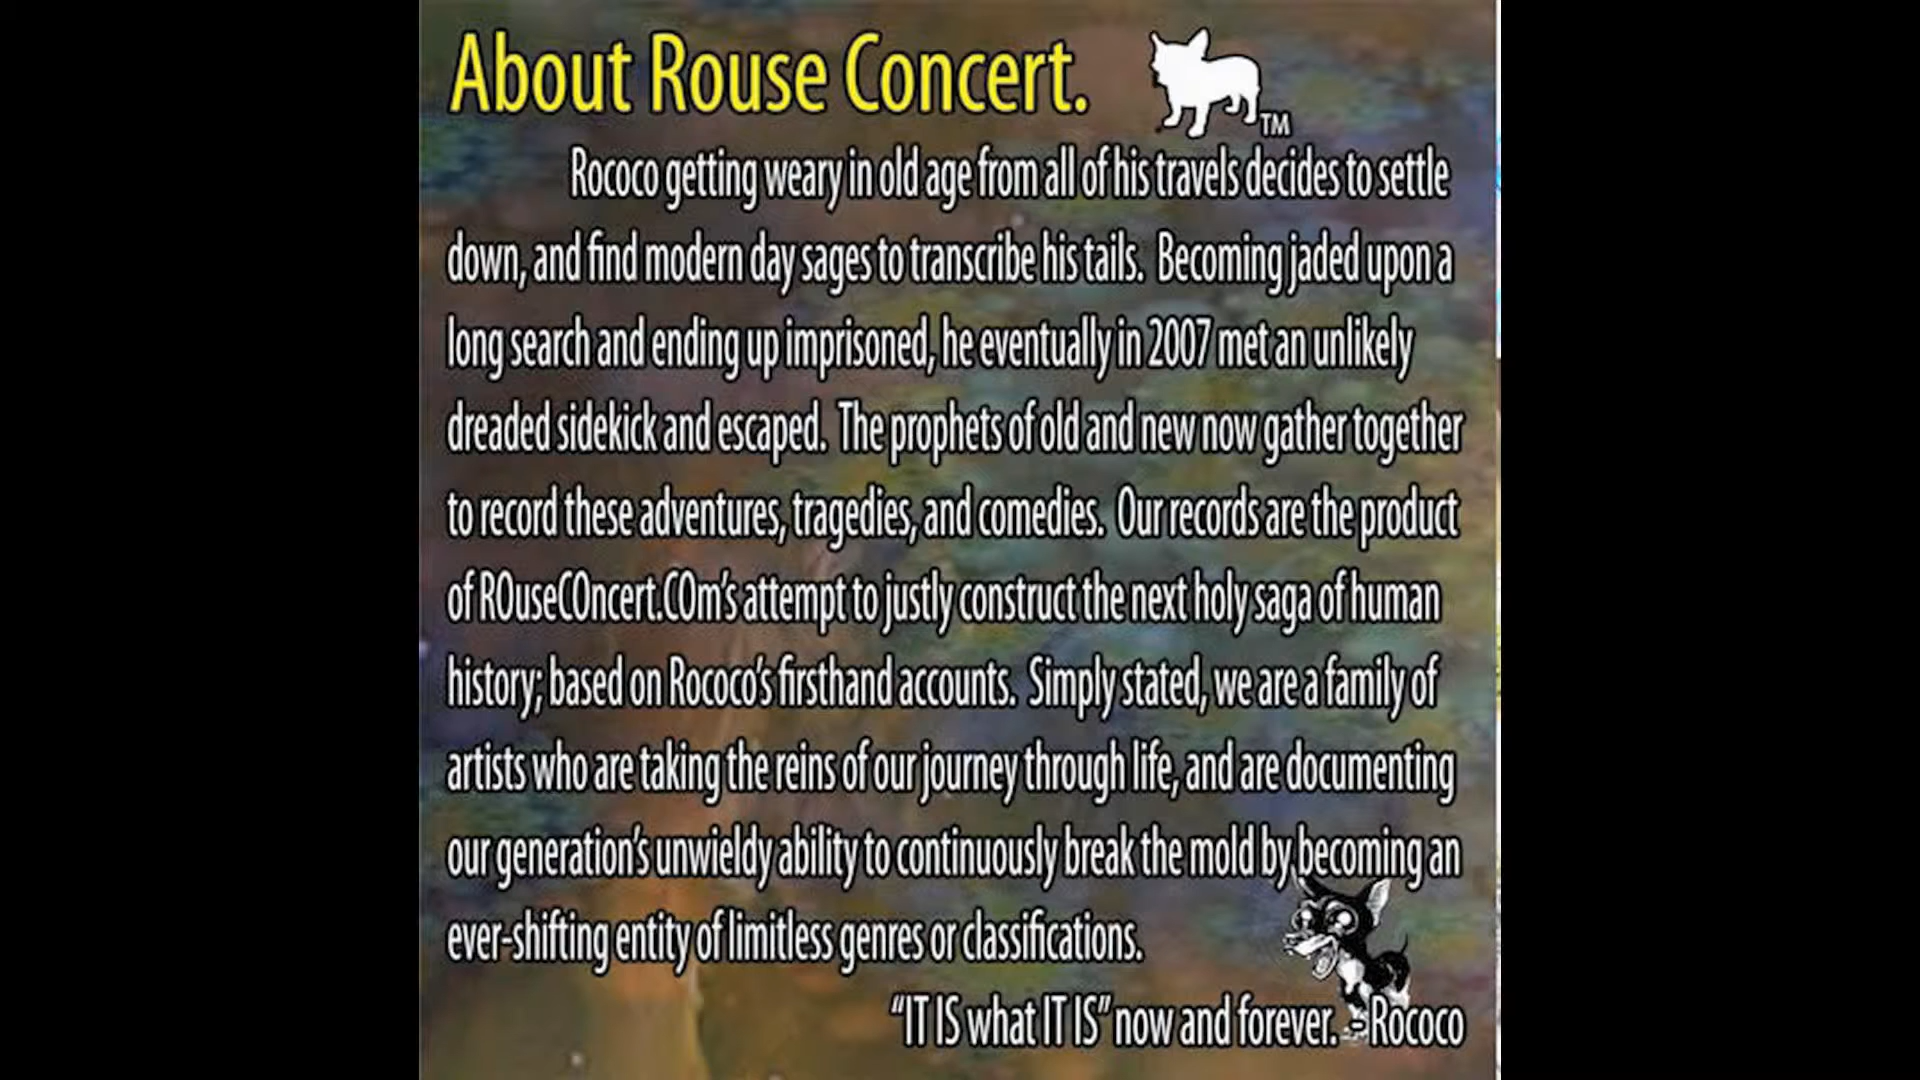 About Rouse Concert.
TM
Rococo getting weary in old age from all of his travels decides to settle
down, and find modern day sages to transcribe his tails. Becoming jaded upon a
long search and ending up imprisoned, he eventually in 2007 met an unlikely
dreaded sidekick and escaped. The prophets of old and new now gather together
to record these adventures, tragedies, and comedies. Our records are the product
of ROuseCOncert.COm's attempt to justly construct the next holy saga of human
history; based on Rococo's firsthand accounts. Simply stated, we are a family of
artists who are taking the reins of our journey through life, and are documenting
our generation's unwieldy ability to continuously break the mold by becoming an
ever-shifting entity of limitless genres or classifications.
"IT IS what IT IS" now and forever. - Rococo